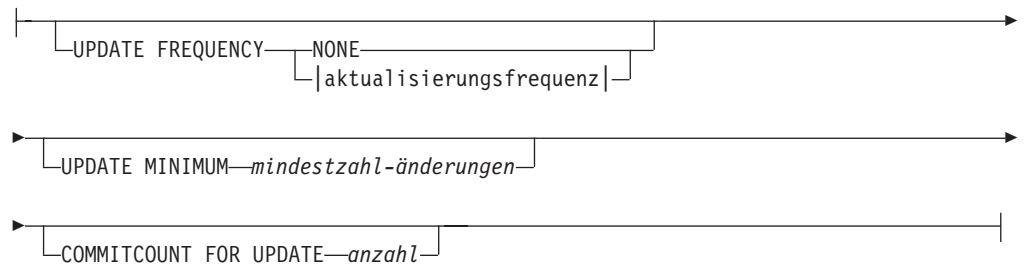 UPDATE FREQUENCY NONE
|aktualisierungsfrequenz|
UPDATE MINIMUM mindestzahl-änderungen
COMMITCOUNT FOR UPDATE anzahl